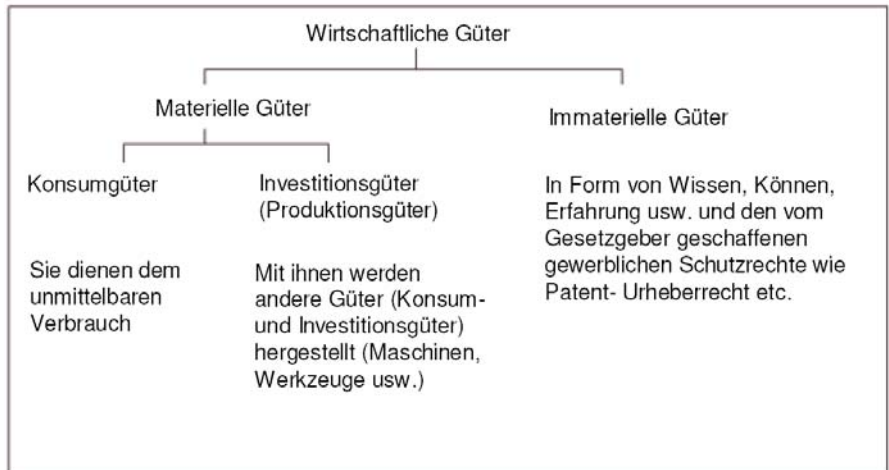 Wirtschaftliche Güter
Materielle Güter
Immaterielle Güter
Konsumgüter
Investitionsgüter
(Produktionsgüter)
In Form von Wissen, Können,
Erfahrung usw. und den vom
Gesetzgeber geschaffenen
gewerblichen Schutzrechte wie
Patent- Urheberrecht etc.
Sie dienen dem
unmittelbaren
Verbrauch
Mit ihnen werden
andere Güter (Konsum-
und Investitionsgüter)
hergestellt (Maschinen,
Werkzeuge usw.)